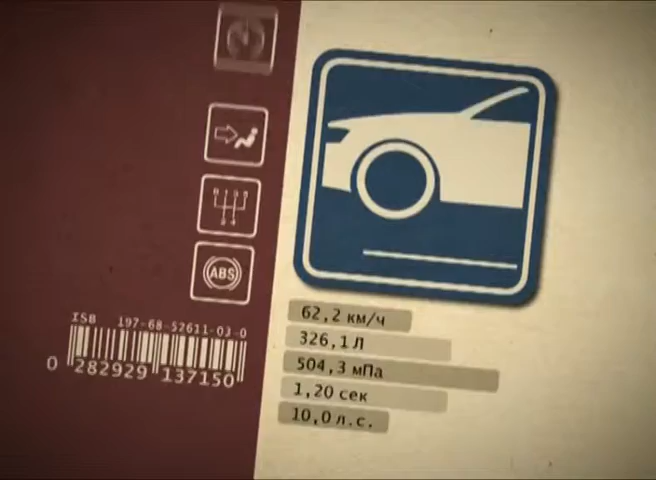 ABS
ISB 197-68-52611-03-0
0 282929 137150
62,2 км/ч
326,1 Л
504,3 мПа
1,20 сек
10,0 л.с.